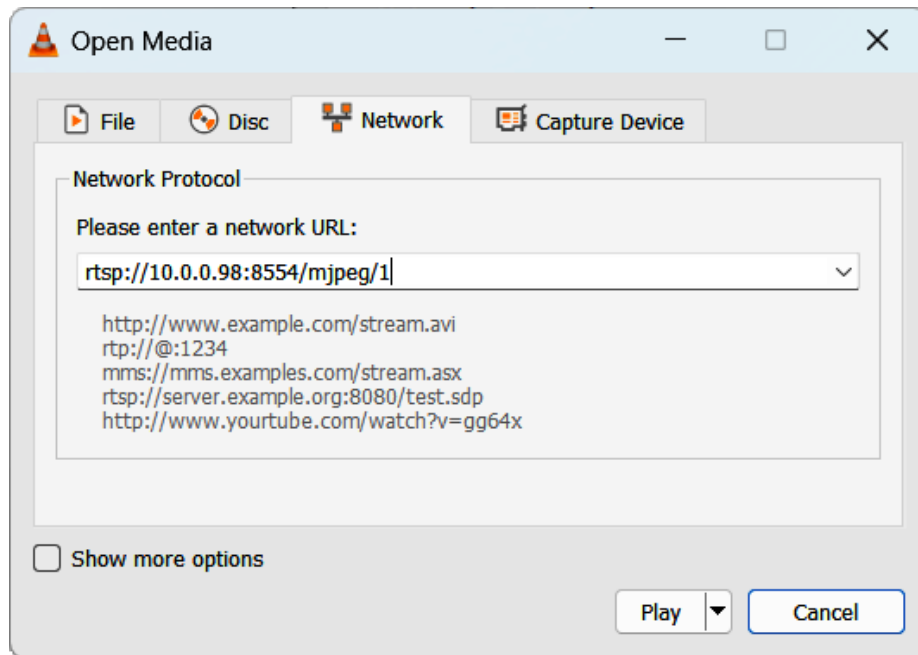 Open Media
File Disc Network Capture Device
Network Protocol
Please enter a network URL:
rtsp://10.0.0.98:8554/mjpeg/1
http://www.example.com/stream.avi
rtp://@:1234
mms://mms.examples.com/stream.asx
rtsp://server.example.org:8080/test.sdp
http://www.yourtube.com/watch?v=gg64x
Show more options
Play Cancel